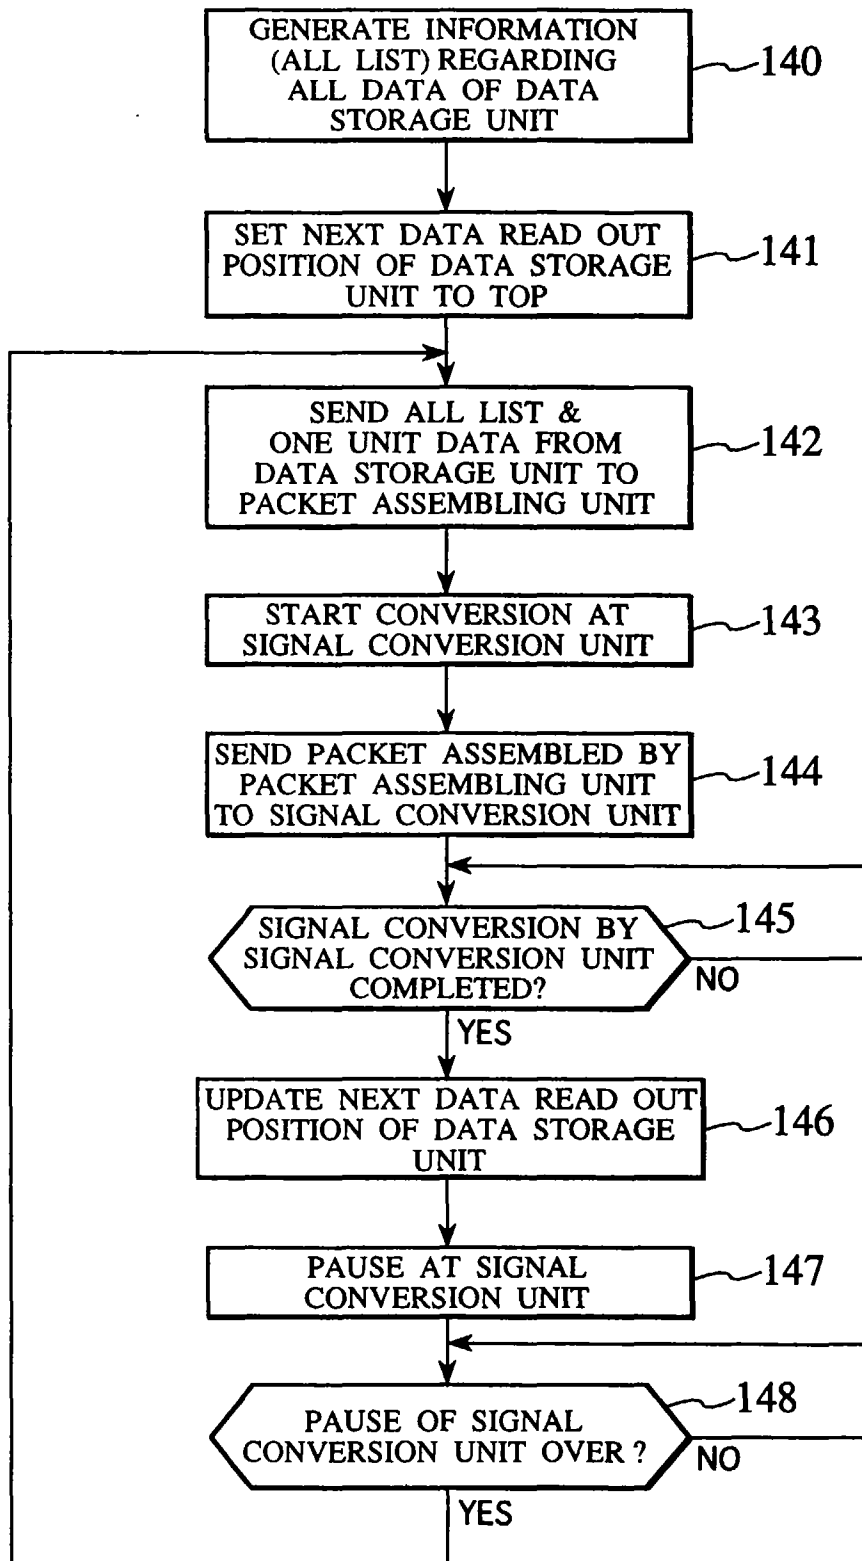 GENERATE INFORMATION
(ALL LIST) REGARDING
ALL DATA OF DATA
STORAGE UNIT
140
SET NEXT DATA READ OUT
POSITION OF DATA STORAGE
UNIT TO TOP
141
SEND ALL LIST &
ONE UNIT DATA FROM
DATA STORAGE UNIT TO
PACKET ASSEMBLING UNIT
142
START CONVERSION AT
SIGNAL CONVERSION UNIT
143
SEND PACKET ASSEMBLED BY
PACKET ASSEMBLING UNIT
TO SIGNAL CONVERSION UNIT
144
SIGNAL CONVERSION BY
SIGNAL CONVERSION UNIT
COMPLETED?
145
NO
YES
UPDATE NEXT DATA READ OUT
POSITION OF DATA STORAGE
UNIT
146
PAUSE AT SIGNAL
CONVERSION UNIT
147
PAUSE OF SIGNAL
CONVERSION UNIT OVER ?
148
NO
YES